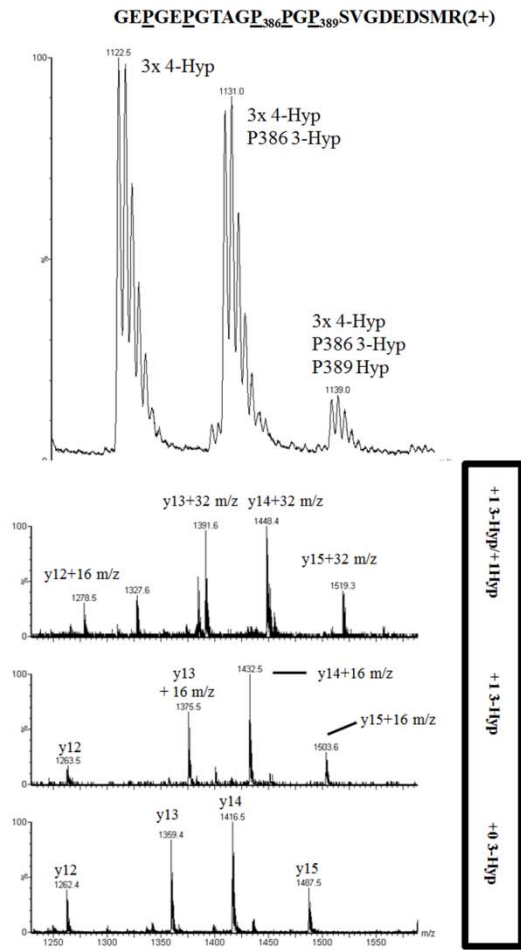 GEPGEPGTAGP386PGP389SVGDEDSMR(2+)
100
%
0
1122.5
3x 4-Hyp
1131.0
3x 4-Hyp
P386 3-Hyp
3x 4-Hyp
P386 3-Hyp
P389 Hyp
1139.0
y13+32 m/z y14+32 m/z
100
%
0
1391.6
1448.4
y12+16 m/z
1278.5
1327.6
y15+32 m/z
1519.3
+1 3-Hyp/+1Hyp
100
%
0
y13
+ 16 m/z
1375.5
1432.5
y14+16 m/z
y15+16 m/z
1503.6
y12
1263.5
+1 3-Hyp
100
%
0
y12
1262.4
y13
1359.4
y14
1416.5
y15
1487.5
+0 3-Hyp
1250 1300 1350 1400 1450 1500 1550 m/z